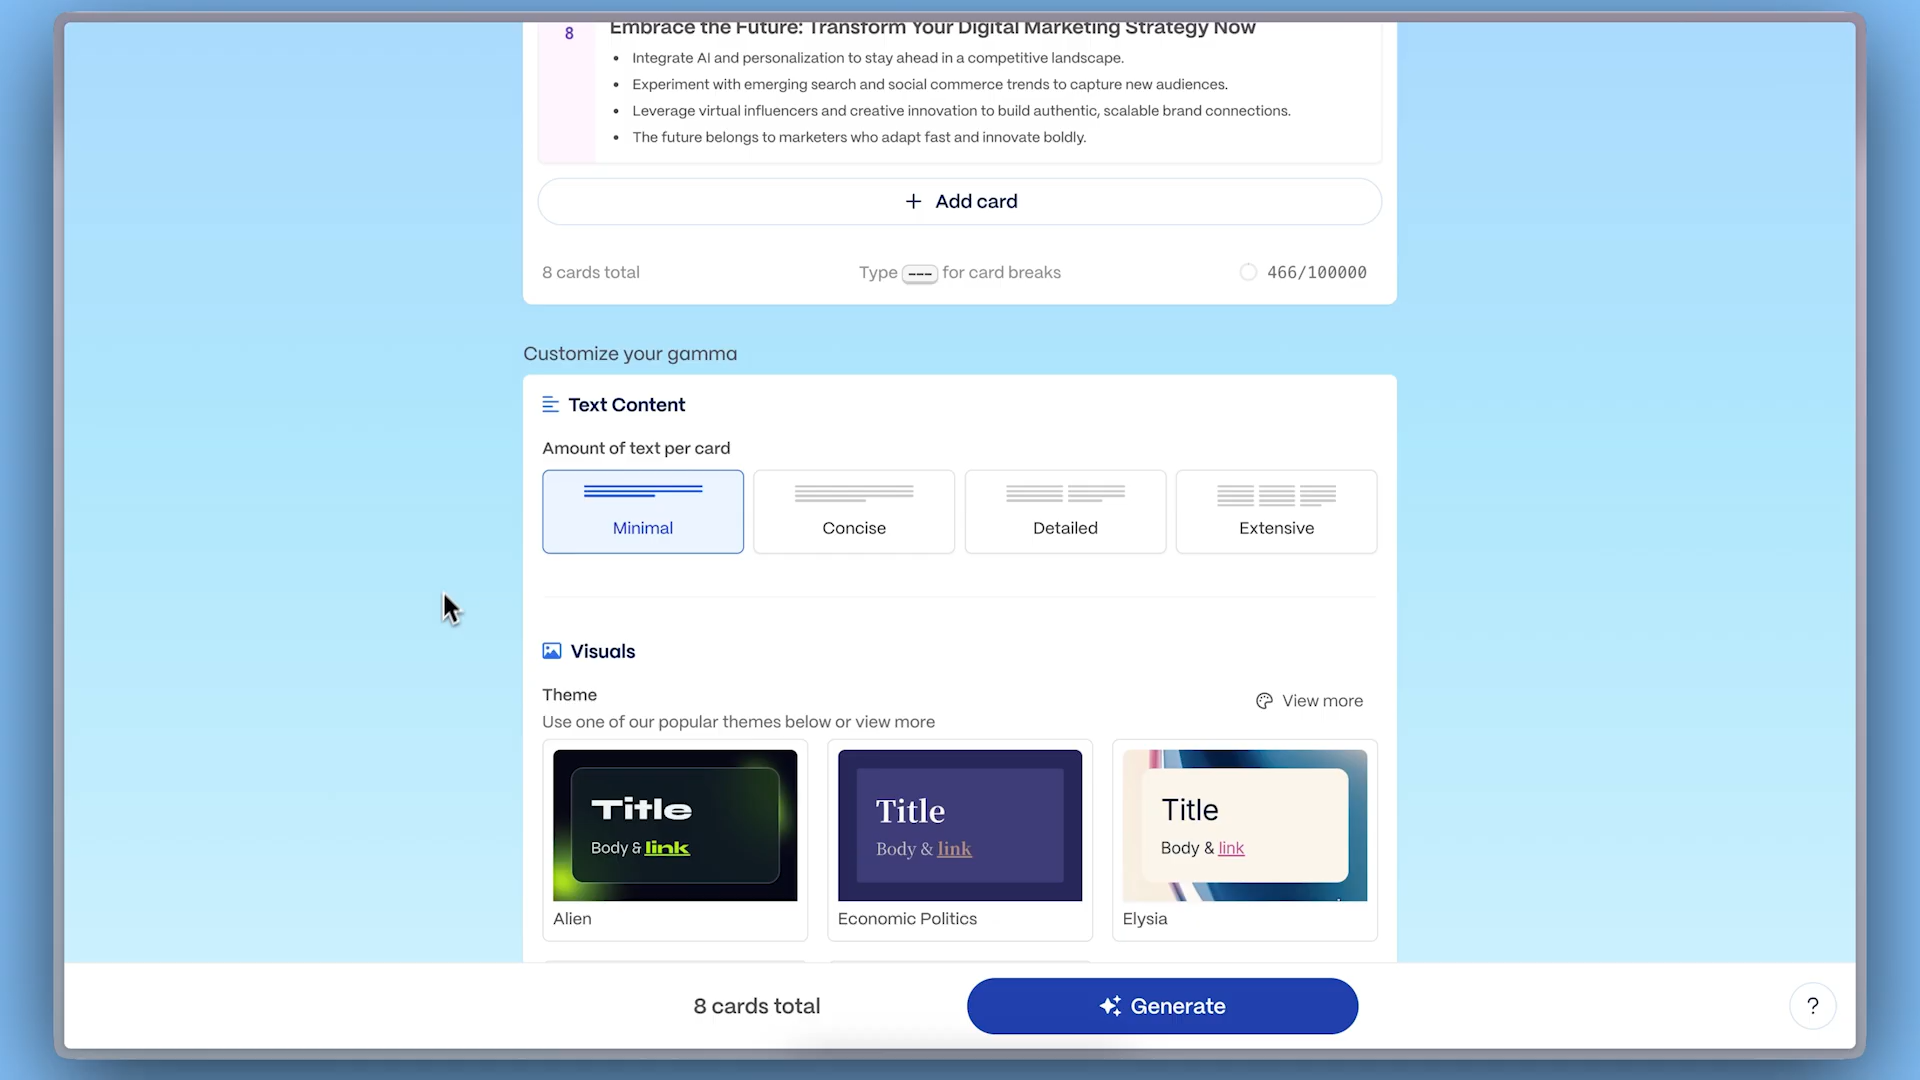 8
Embrace the Future: Transform Your Digital Marketing Strategy Now
• Integrate AI and personalization to stay ahead in a competitive landscape.
• Experiment with emerging search and social commerce trends to capture new audiences.
• Leverage virtual influencers and creative innovation to build authentic, scalable brand connections.
• The future belongs to marketers who adapt fast and innovate boldly.
+ Add card
8 cards total
Type --- for card breaks
466/100000
Customize your gamma
Text Content
Amount of text per card
Minimal
Concise
Detailed
Extensive
Visuals
Theme
View more
Use one of our popular themes below or view more
Title
Body & link
Alien
Title
Body & link
Economic Politics
Title
Body & link
Elysia
8 cards total
Generate
?